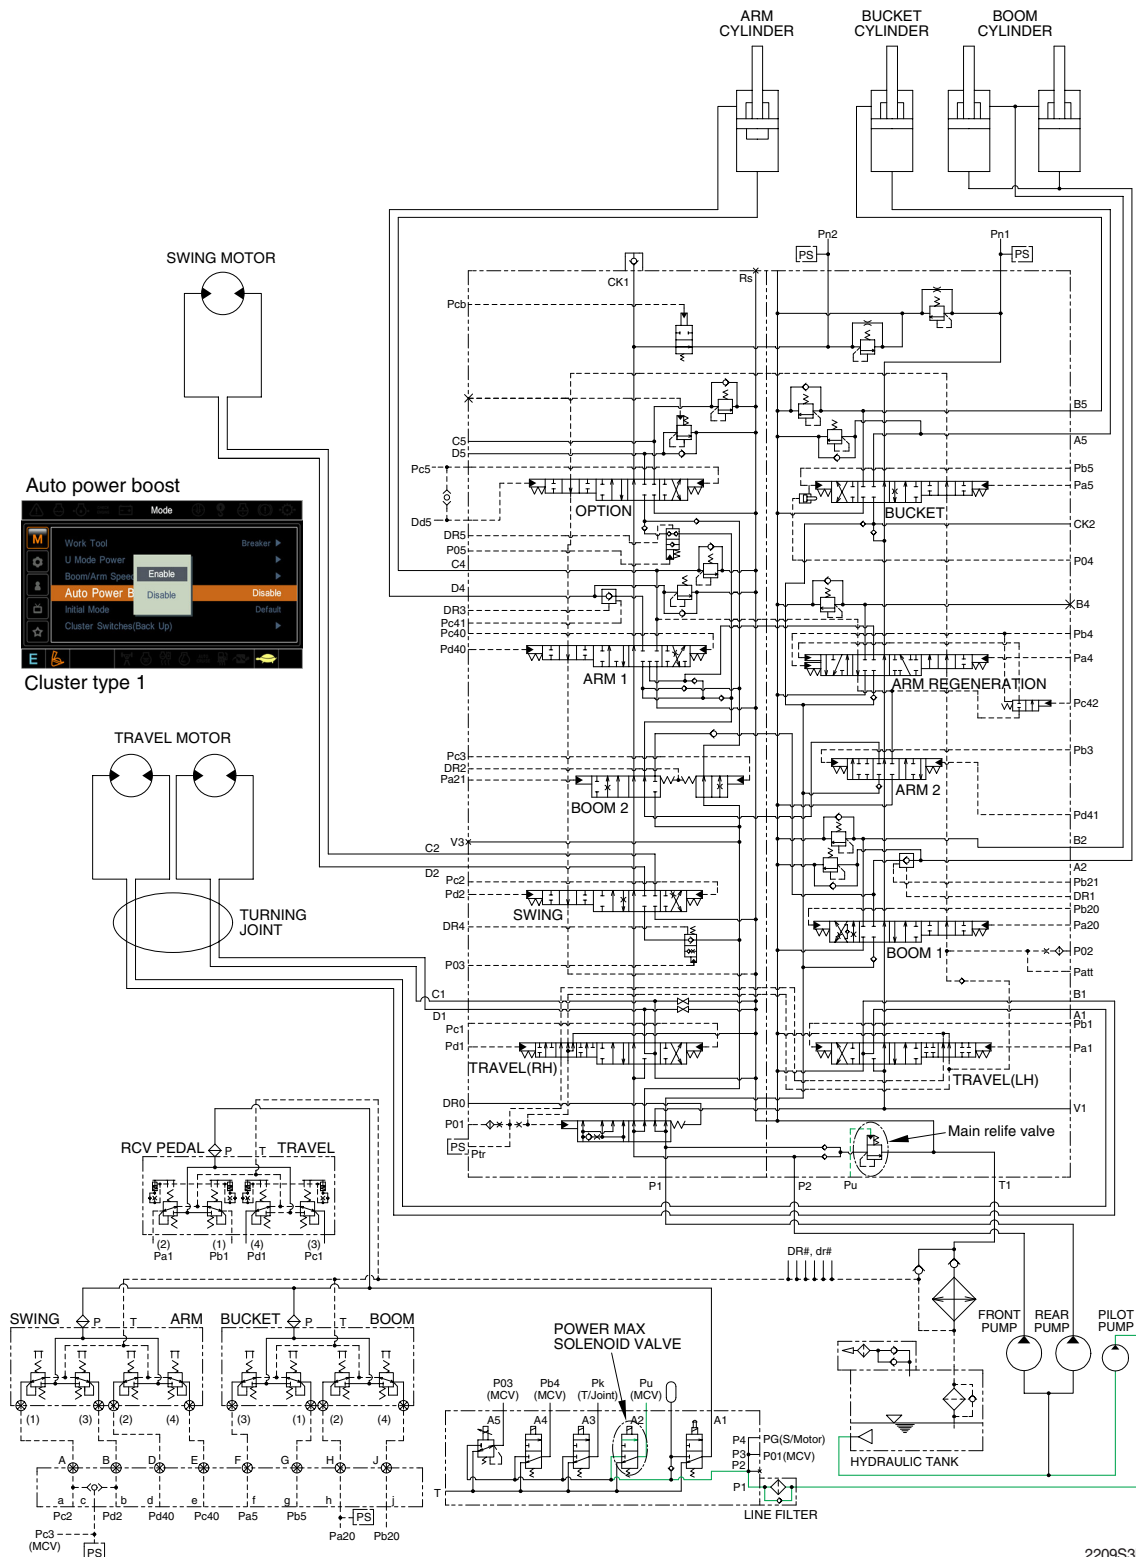 ARM
CYLINDER
BUCKET
CYLINDER
BOOM
CYLINDER
SWING MOTOR
Pn2
Pn1
PS
PS
CK1
Rs
Pcb
B5
A5
C5
D5
Pc5
Pb5
Pa5
OPTION
BUCKET
Dd5
CK2
DR5
P05
C4
P04
D4
B4
DR3
Pc41
Pc40
Pd40
Pb4
Pa4
ARM 1
ARM REGENERATION
Pc42
Auto power boost
Mode
M
Work Tool
Breaker
U Mode Power
Boom/Arm Spee
Enable
Auto Power B
Disable
Disable
Initial Mode
Default
Cluster Switches(Back Up)
E
Cluster type 1
TRAVEL MOTOR
Pc3
DR2
Pa21
Pb3
BOOM 2
ARM 2
Pd41
V3
C2
B2
D2
A2
Pc2
Pd2
Pb21
DR1
Pb20
Pa20
SWING
BOOM 1
TURNING
JOINT
DR4
P03
P02
Patt
C1
D1
B1
A1
Pc1
Pd1
Pb1
Pa1
TRAVEL(RH)
TRAVEL(LH)
DR0
P01
V1
PS
Ptr
Main relife valve
P1
P2
Pu
T1
RCV PEDAL
P
T
TRAVEL
(2)
(1)
(4)
(3)
Pa1
Pb1
Pd1
Pc1
DR#, dr#
SWING
P
T
ARM
BUCKET
P
T
BOOM
(1)
(3)
(2)
(4)
(3)
(1)
(2)
(4)
A
B
D
E
F
G
H
J
a
c
b
d
e
f
g
h
i
Pc2
Pd2
Pd40
Pc40
Pa5
Pb5
PS
Pa20
Pb20
Pc3
(MCV)
PS
POWER MAX
SOLENOID VALVE
P03
(MCV)
Pb4
(MCV)
Pk
(T/Joint)
Pu
(MCV)
A5
A4
A3
A2
A1
T
P4
PG(S/Motor)
P3
P01(MCV)
P2
P1
LINE FILTER
FRONT
PUMP
REAR
PUMP
PILOT
PUMP
HYDRAULIC TANK